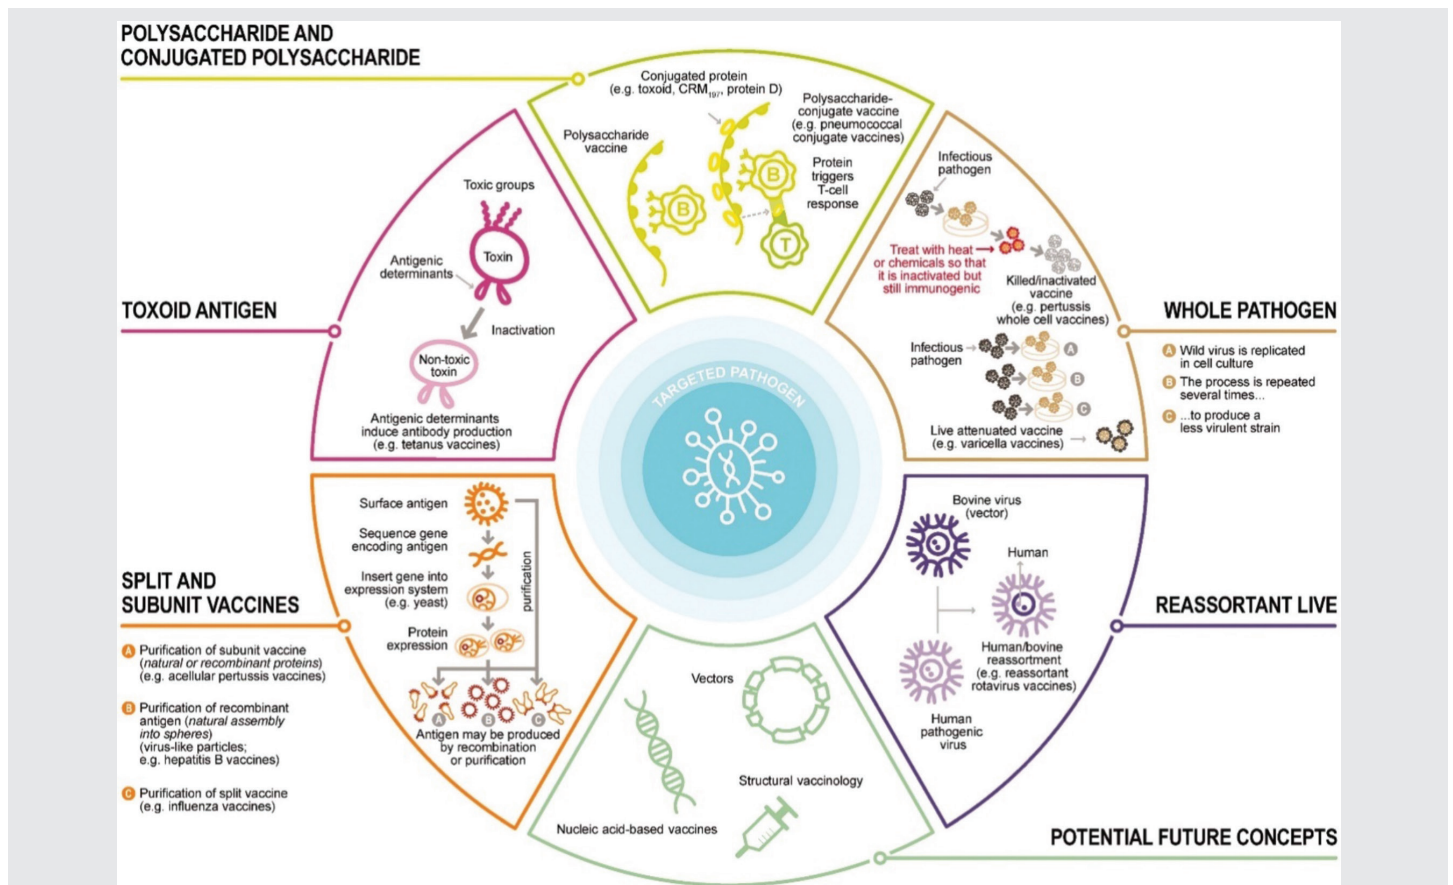 POLYSACCHARIDE AND
CONJUGATED POLYSACCHARIDE
Conjugated protein
(e.g. toxoid, CRM197, protein D)
Polysaccharide
vaccine
Polysaccharide-
conjugate vaccine
(e.g. pneumococcal
conjugate vaccines)
Protein
triggers
T-cell
response
B
B
T
TOXOID ANTIGEN
Toxic groups
Toxin
Antigenic
determinants
Inactivation
Non-toxic
toxin
Antigenic determinants
induce antibody production
(e.g. tetanus vaccines)
WHOLE PATHOGEN
Infectious
pathogen
Treat with heat
or chemicals so that
it is inactivated but
still immunogenic
Killed/inactivated
vaccine
(e.g. pertussis
whole cell vaccines)
Infectious
pathogen
A
B
C
Live attenuated vaccine
(e.g. varicella vaccines)
A Wild virus is replicated
in cell culture
B The process is repeated
several times...
C ...to produce a
less virulent strain
TARGETED PATHOGEN
SPLIT AND
SUBUNIT VACCINES
A Purification of subunit vaccine
(natural or recombinant proteins)
(e.g. acellular pertussis vaccines)
B Purification of recombinant
antigen (natural assembly
into spheres)
(virus-like particles;
e.g. hepatitis B vaccines)
C Purification of split vaccine
(e.g. influenza vaccines)
Surface antigen
Sequence gene
encoding antigen
Insert gene into
expression system
(e.g. yeast)
Protein
expression
purification
A
B
C
Antigen may be produced
by recombination
or purification
REASSORTANT LIVE
Bovine virus
(vector)
Human
Human/bovine
reassortment
(e.g. reassortant
rotavirus vaccines)
Human
pathogenic
virus
POTENTIAL FUTURE CONCEPTS
Vectors
Structural vaccinology
Nucleic acid-based vaccines